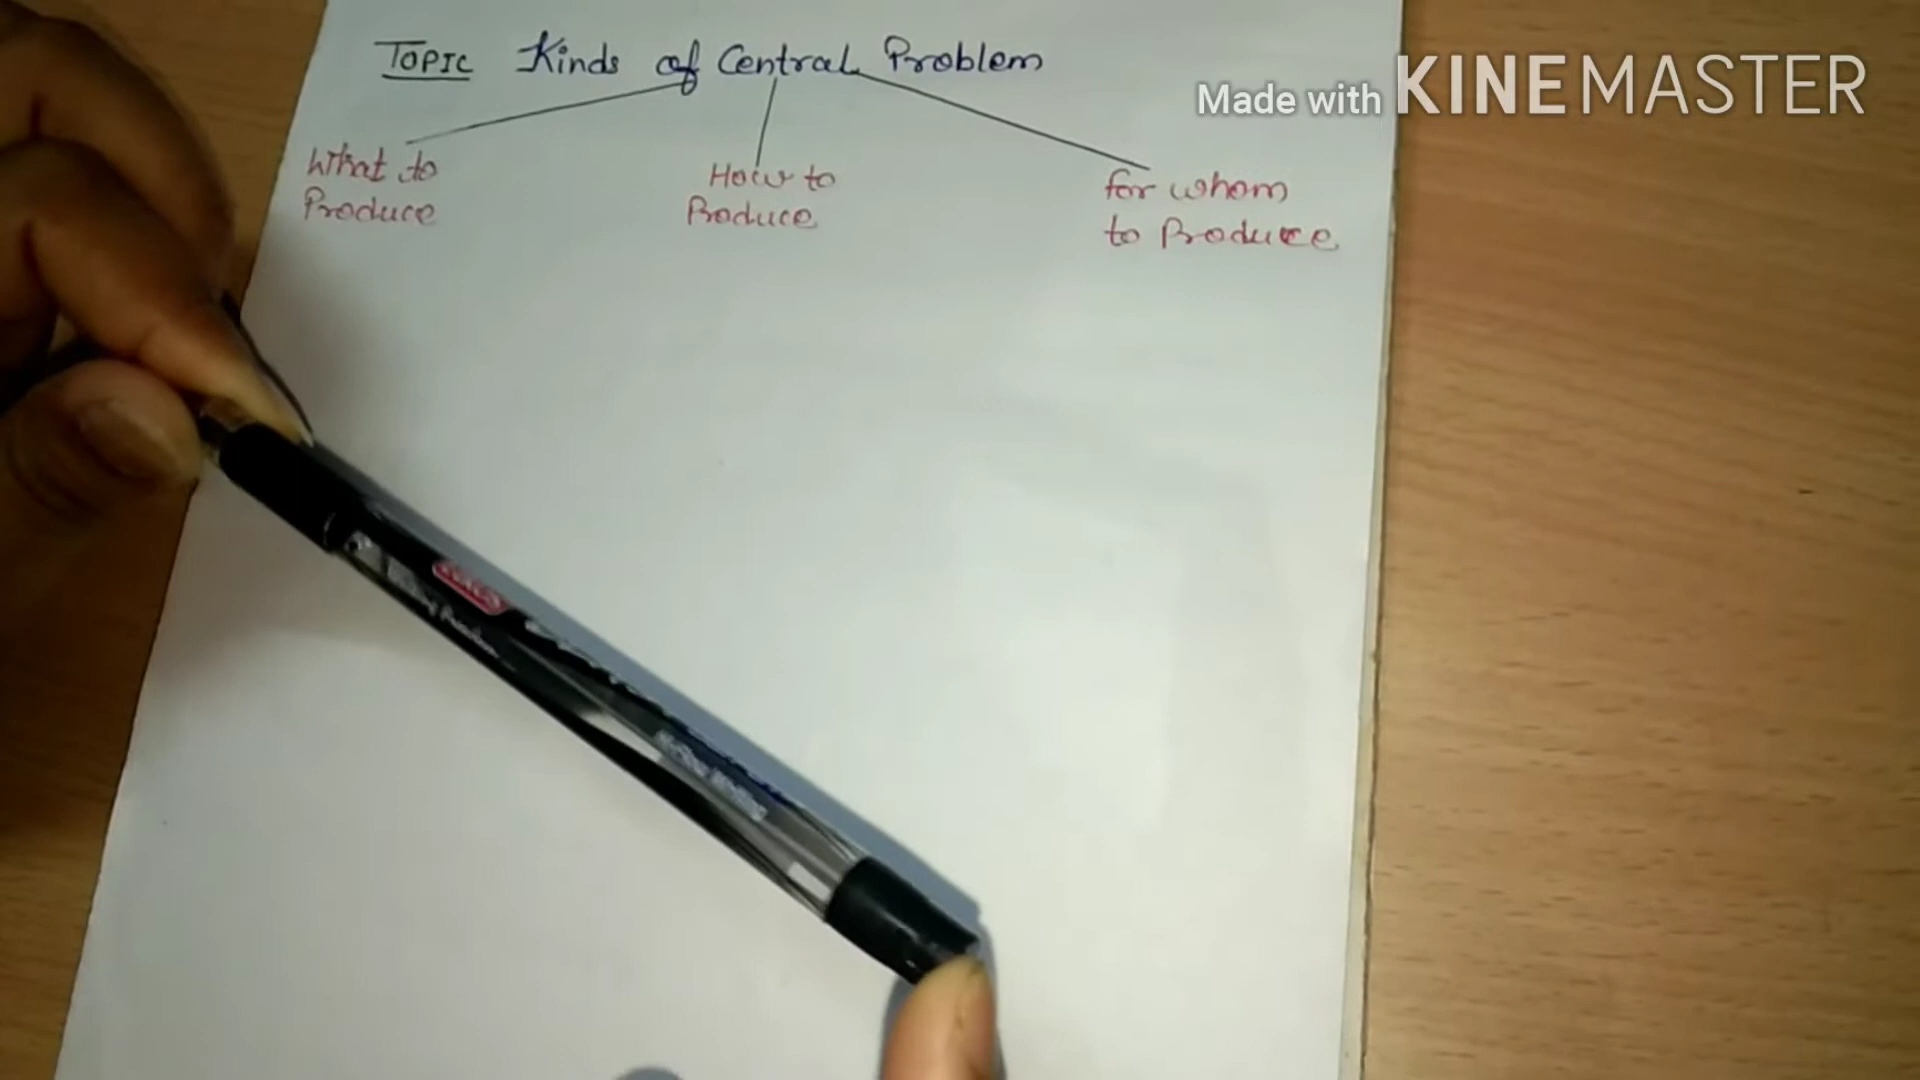 TOPIC Kinds of Central Problem
Made with KINEMASTER
What to
Produce
How to
Produce
for whom
to Produce